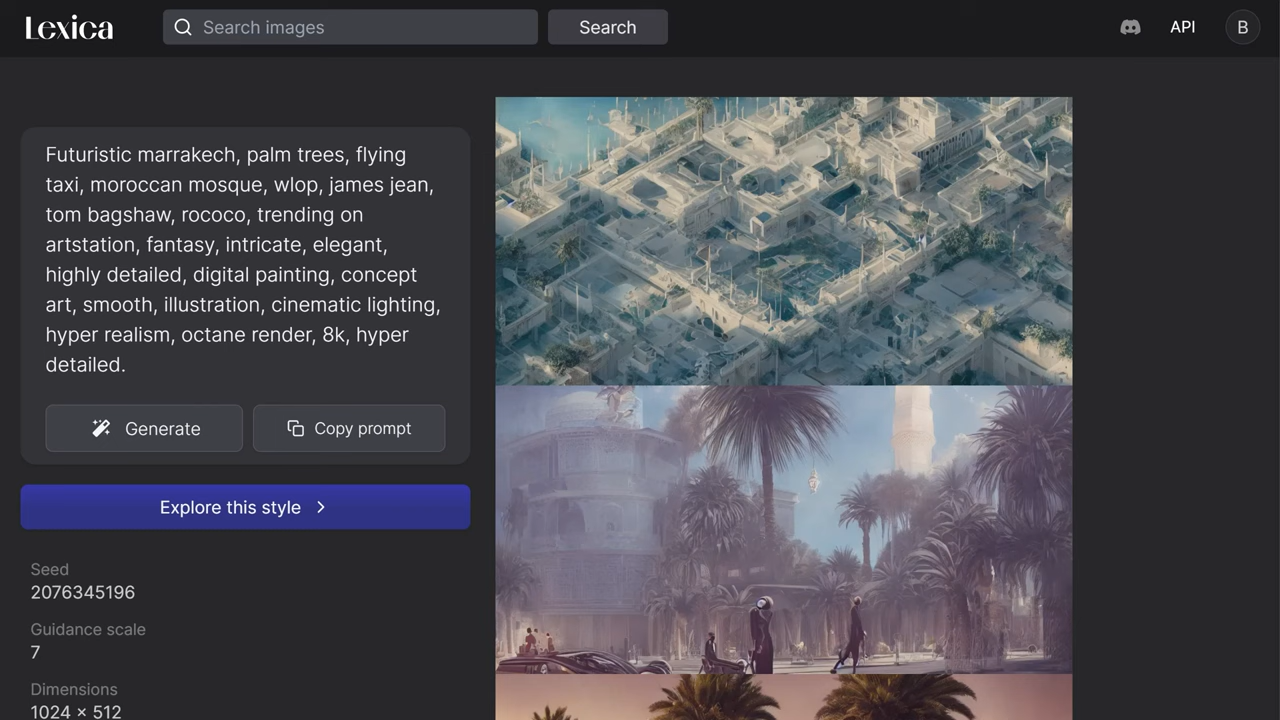 Lexica
Search images
Search
API
B
Futuristic marrakech, palm trees, flying
taxi, moroccan mosque, wlop, james jean,
tom bagshaw, rococo, trending on
artstation, fantasy, intricate, elegant,
highly detailed, digital painting, concept
art, smooth, illustration, cinematic lighting,
hyper realism, octane render, 8k, hyper
detailed.
Generate
Copy prompt
Explore this style
Seed
2076345196
Guidance scale
7
Dimensions
1024 × 512